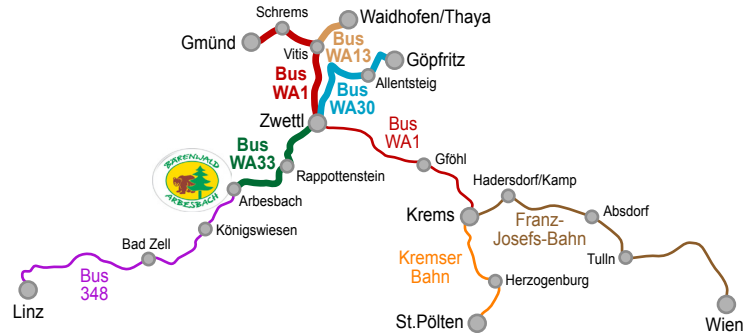 Schrems
Waidhofen/Thaya
Gmünd
Vitis
Bus
WA13
Göpfritz
Bus
WA1
Bus
WA30
Allentsteig
Zwettl
Bus
WA1
Bus
WA33
BÄRENWALD
ARBESBACH
Rappottenstein
Gföhl
Arbesbach
Hadersdorf/Kamp
Krems
Franz-
Josefs-Bahn
Absdorf
Königswiesen
Bad Zell
Kremser
Bahn
Tulln
Bus
348
Herzogenburg
Linz
St.Pölten
Wien